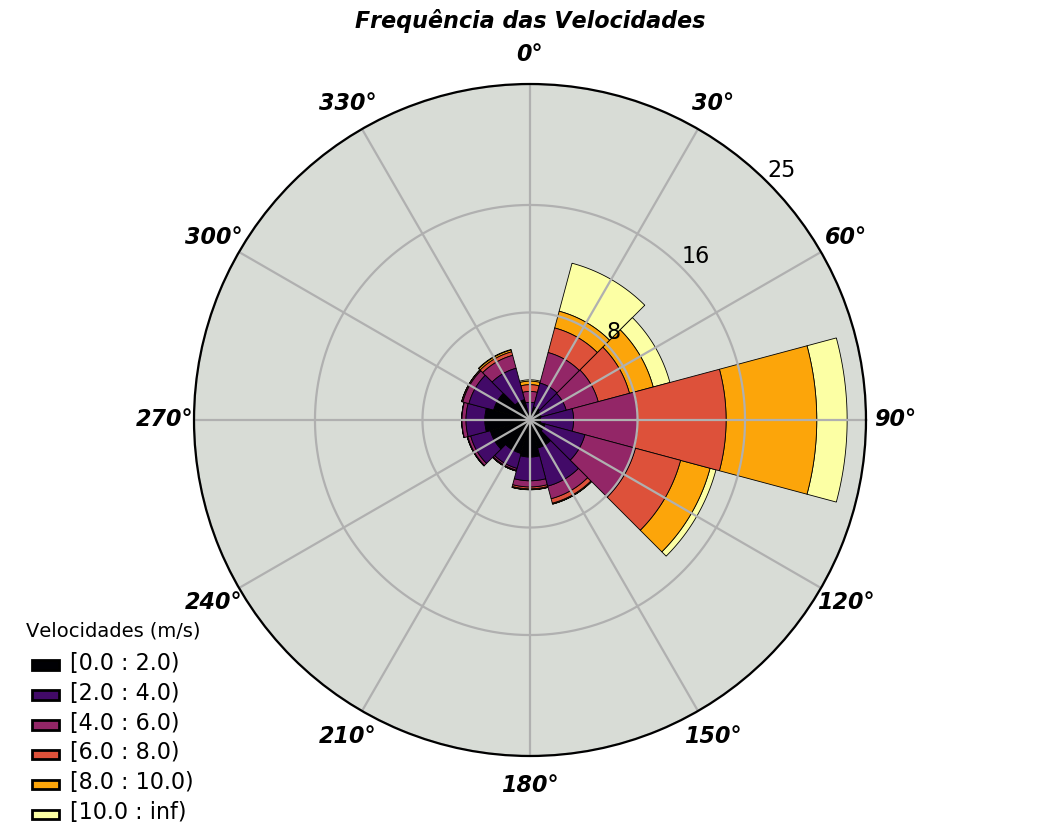 Frequência das Velocidades
0°
330°
30°
25
300°
60°
16
8
270°
90°
240°
120°
210°
150°
180°
Velocidades (m/s)
[0.0 : 2.0)
[2.0 : 4.0)
[4.0 : 6.0)
[6.0 : 8.0)
[8.0 : 10.0)
[10.0 : inf)